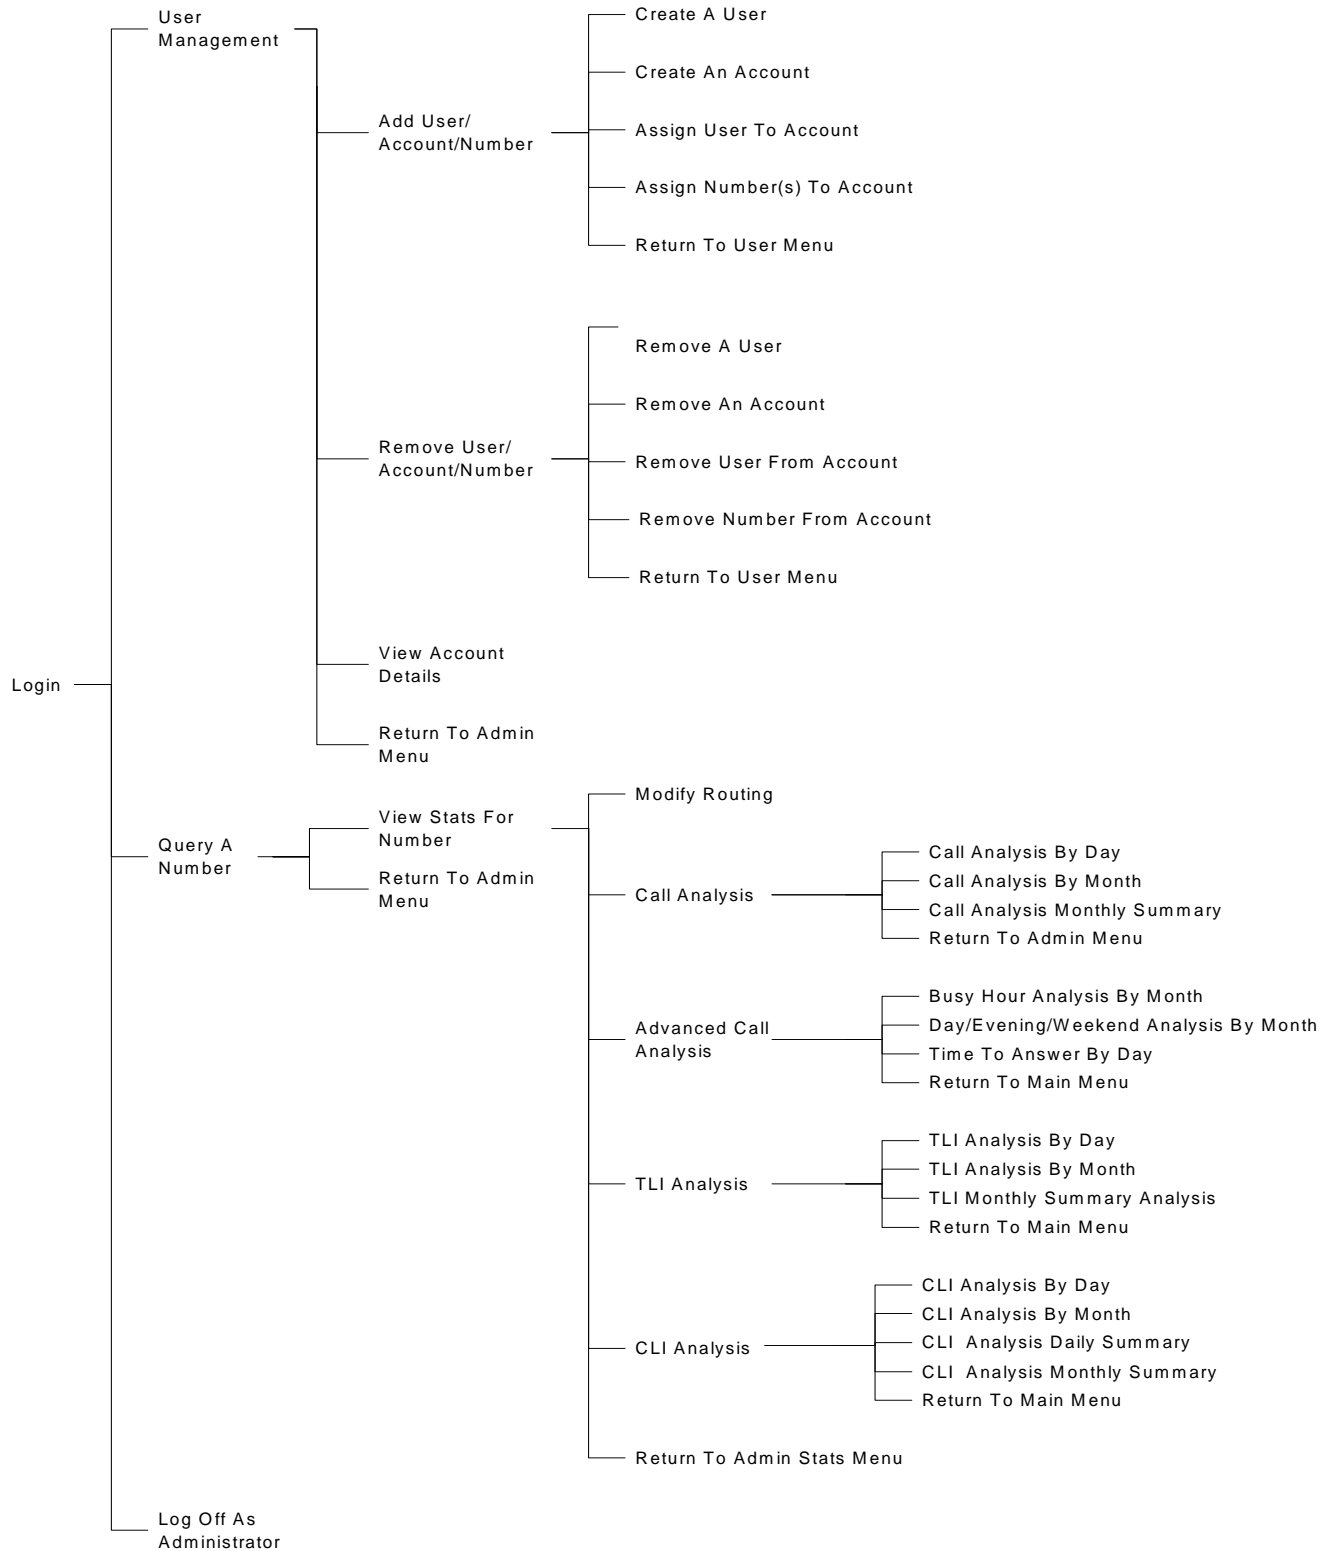 User
Management
Create A User
Create An Account
Add User/
Account/Number
Assign User To Account
Assign Number(s) To Account
Return To User Menu
Remove A User
Remove An Account
Remove User/
Account/Number
Remove User From Account
Remove Number From Account
Return To User Menu
View Account
Details
Login
Return To Admin
Menu
Query A
Number
View Stats For
Number
Return To Admin
Menu
Modify Routing
Call Analysis
Call Analysis By Day
Call Analysis By Month
Call Analysis Monthly Summary
Return To Admin Menu
Advanced Call
Analysis
Busy Hour Analysis By Month
Day/Evening/Weekend Analysis By Month
Time To Answer By Day
Return To Main Menu
TLI Analysis
TLI Analysis By Day
TLI Analysis By Month
TLI Monthly Summary Analysis
Return To Main Menu
CLI Analysis
CLI Analysis By Day
CLI Analysis By Month
CLI  Analysis Daily Summary
CLI  Analysis Monthly Summary
Return To Main Menu
Return To Admin Stats Menu
Log Off As
Administrator